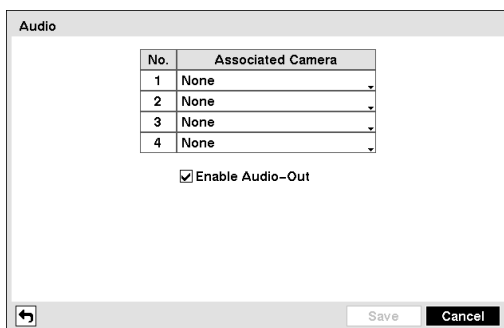 Audio
No. Associated Camera
1 None
2 None
3 None
4 None
Enable Audio-Out
Save Cancel